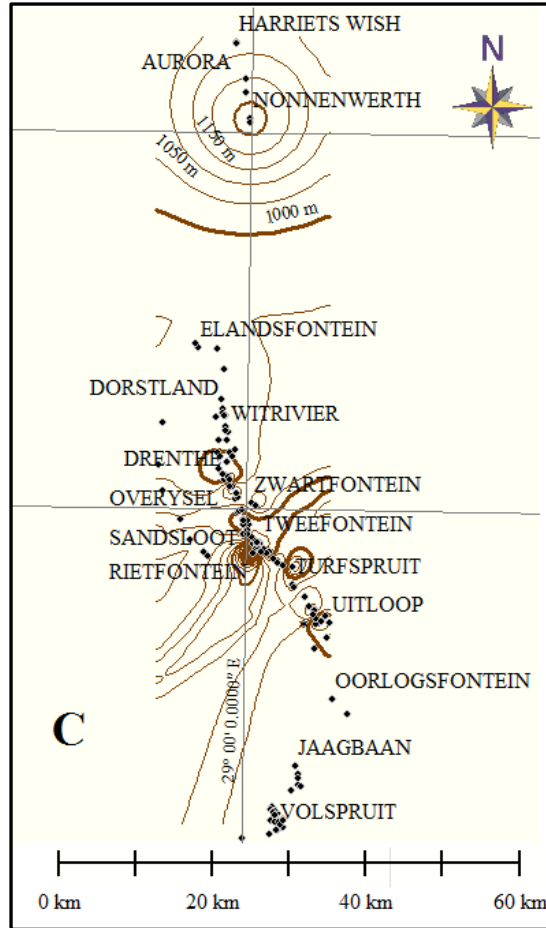 HARRIETS WISH
N
AURORA
NONNENWERTH
1150 m
1050 m
1000 m
ELANDSFONTEIN
DORSTLAND
WITRIVIER
DRENTHE
ZWARTFONTEIN
OVERYSEL
TWEEFONTEIN
SANDSLOOT
RIETFONTEIN
TURFSPRUIT
UITLOOP
OORLOGSFONTEIN
29° 00' 0.0000" E
C
JAAGBAAN
VOLSPRUIT
0 km 20 km 40 km 60 km